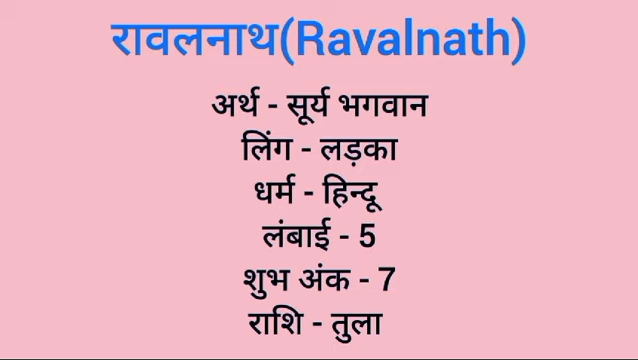 रावलनाथ(Ravalnath)
अर्थ - सूर्य भगवान
लिंग - लड़का
धर्म - हिन्दू
लंबाई - 5
शुभ अंक - 7
राशि - तुला